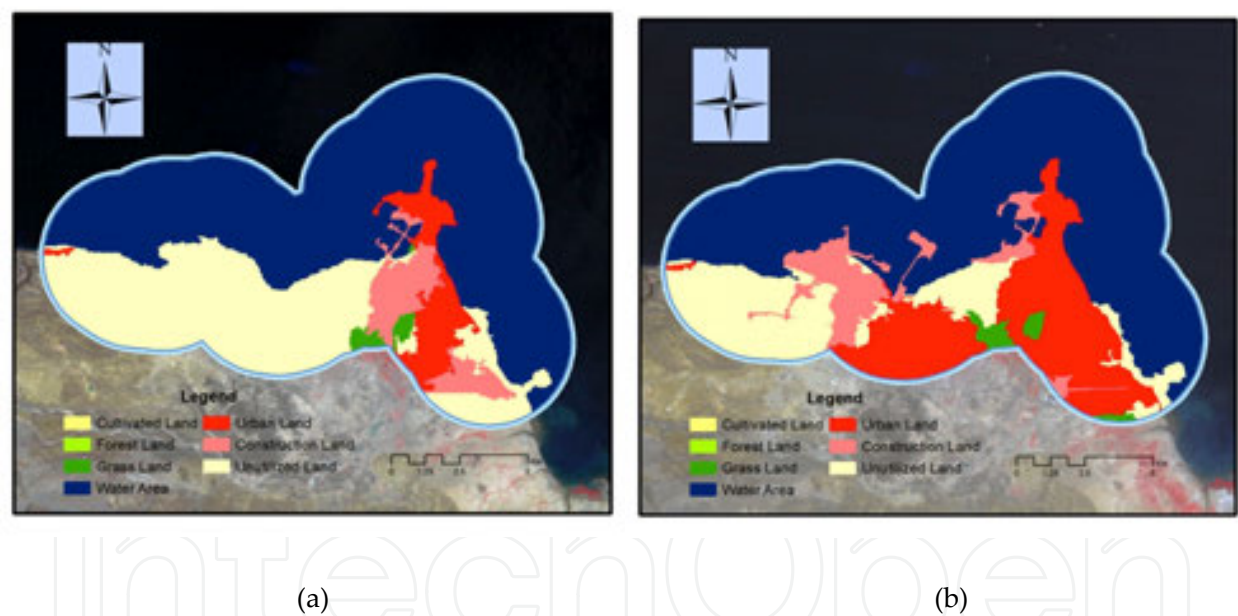 N
N
Legend
Cultivated Land Urban Land
Forest Land Construction Land
Grass Land Unutilized Land
Water Area
Legend
Cultivated Land Urban Land
Forest Land Construction Land
Grass Land Unutilized Land
Water Area
IntechOpen
(a) (b)